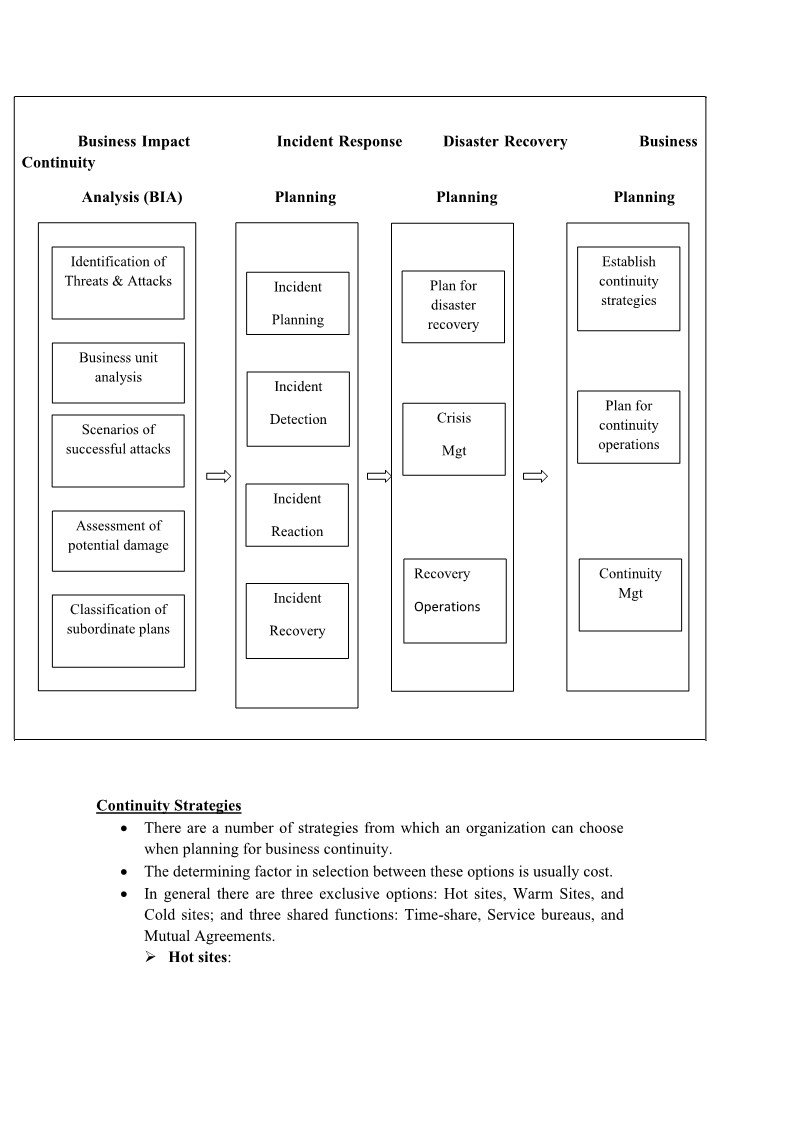 Business Impact Incident Response Disaster Recovery Business
Continuity
Analysis (BIA) Planning Planning Planning
Identification of
Threats & Attacks
Business unit
analysis
Scenarios of
successful attacks
Assessment of
potential damage
Classification of
subordinate plans
Incident
Planning
Incident
Detection
Incident
Reaction
Incident
Recovery
Plan for
disaster
recovery
Crisis
Mgt
Recovery
Operations
Establish
continuity
strategies
Plan for
continuity
operations
Continuity
Mgt
Continuity Strategies
• There are a number of strategies from which an organization can choose
when planning for business continuity.
• The determining factor in selection between these options is usually cost.
• In general there are three exclusive options: Hot sites, Warm Sites, and
Cold sites; and three shared functions: Time-share, Service bureaus, and
Mutual Agreements.
➢ Hot sites: